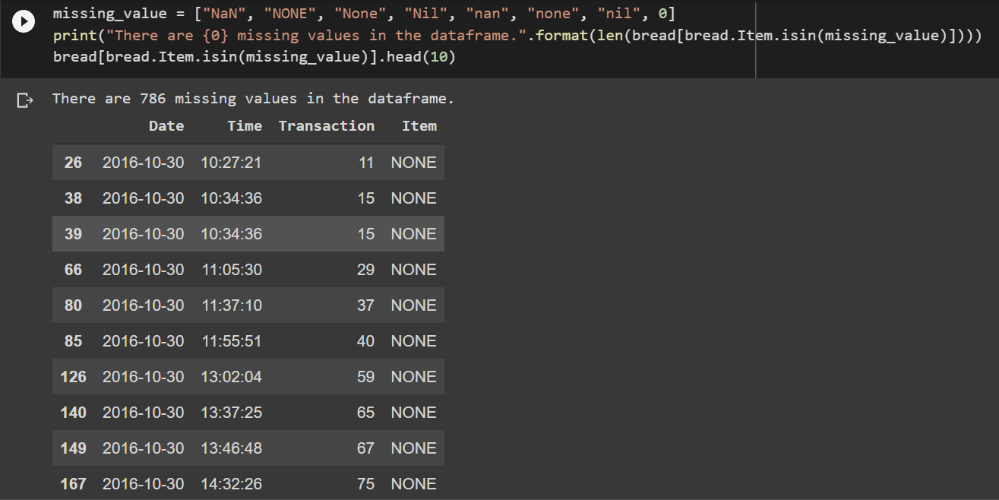 missing_value = ["NaN", "NONE", "None", "Nil", "nan", "none", "nil", 0]
print("There are {0} missing values in the dataframe.".format(len(bread[bread.Item.isin(missing_value)])))
bread[bread.Item.isin(missing_value)].head(10)
There are 786 missing values in the dataframe.
Date Time Transaction Item
26 2016-10-30 10:27:21 11 NONE
38 2016-10-30 10:34:36 15 NONE
39 2016-10-30 10:34:36 15 NONE
66 2016-10-30 11:05:30 29 NONE
80 2016-10-30 11:37:10 37 NONE
85 2016-10-30 11:55:51 40 NONE
126 2016-10-30 13:02:04 59 NONE
140 2016-10-30 13:37:25 65 NONE
149 2016-10-30 13:46:48 67 NONE
167 2016-10-30 14:32:26 75 NONE